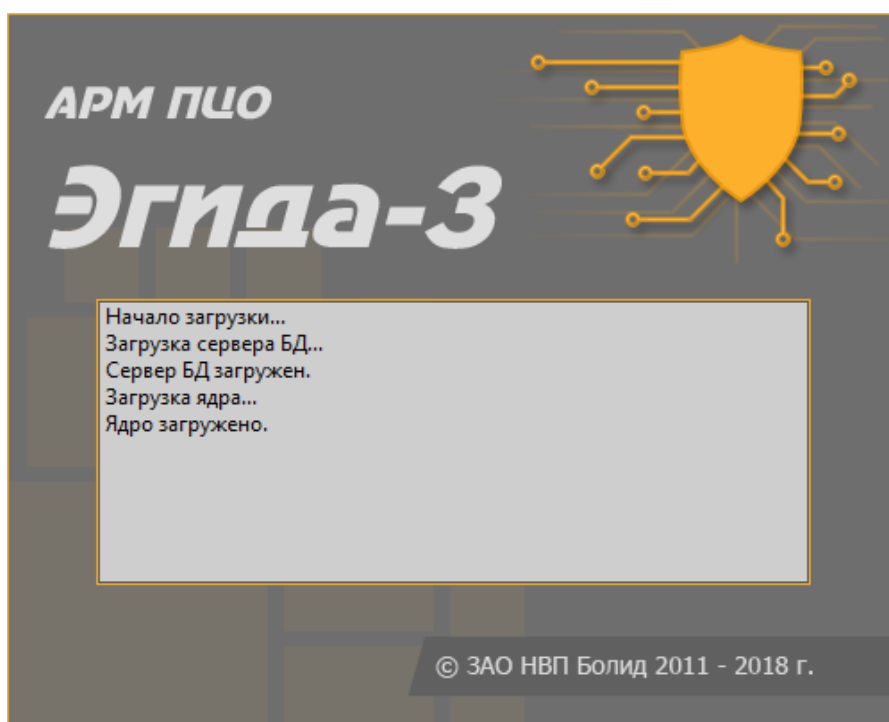 АРМ ПЦО
Эгида-3
Начало загрузки...
Загрузка сервера БД...
Сервер БД загружен.
Загрузка ядра...
Ядро загружено.
© ЗАО НВП Болид 2011 - 2018 г.